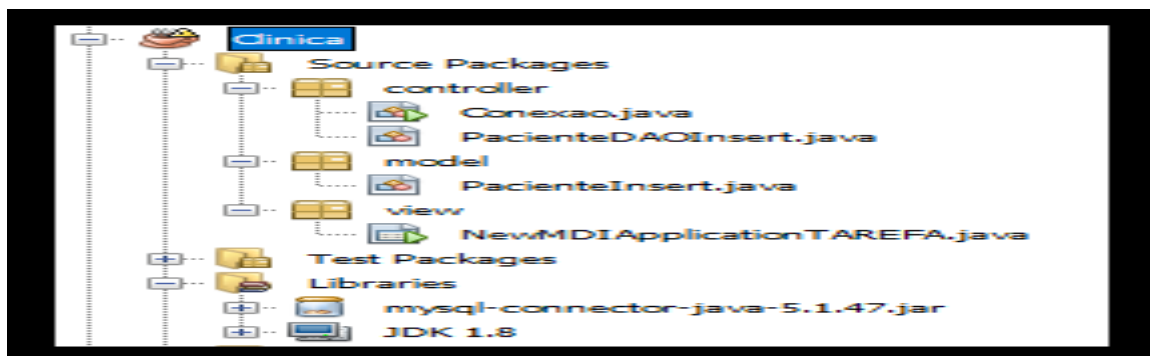 Clinica
Source Packages
controller
Conexao.java
PacienteDAOInsert.java
model
PacienteInsert.java
view
NewMDIApplicationTAREFA.java
Test Packages
Libraries
mysql-connector-java-5.1.47.jar
JDK 1.8